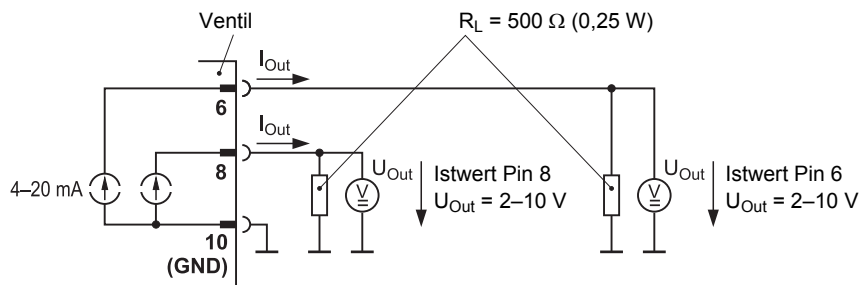 Ventil
R_L = 500 Ω (0,25 W)
I_Out
6
I_Out
8
4–20 mA
10
(GND)
V
U_Out
Istwert Pin 8
U_Out = 2–10 V
V
U_Out
Istwert Pin 6
U_Out = 2–10 V